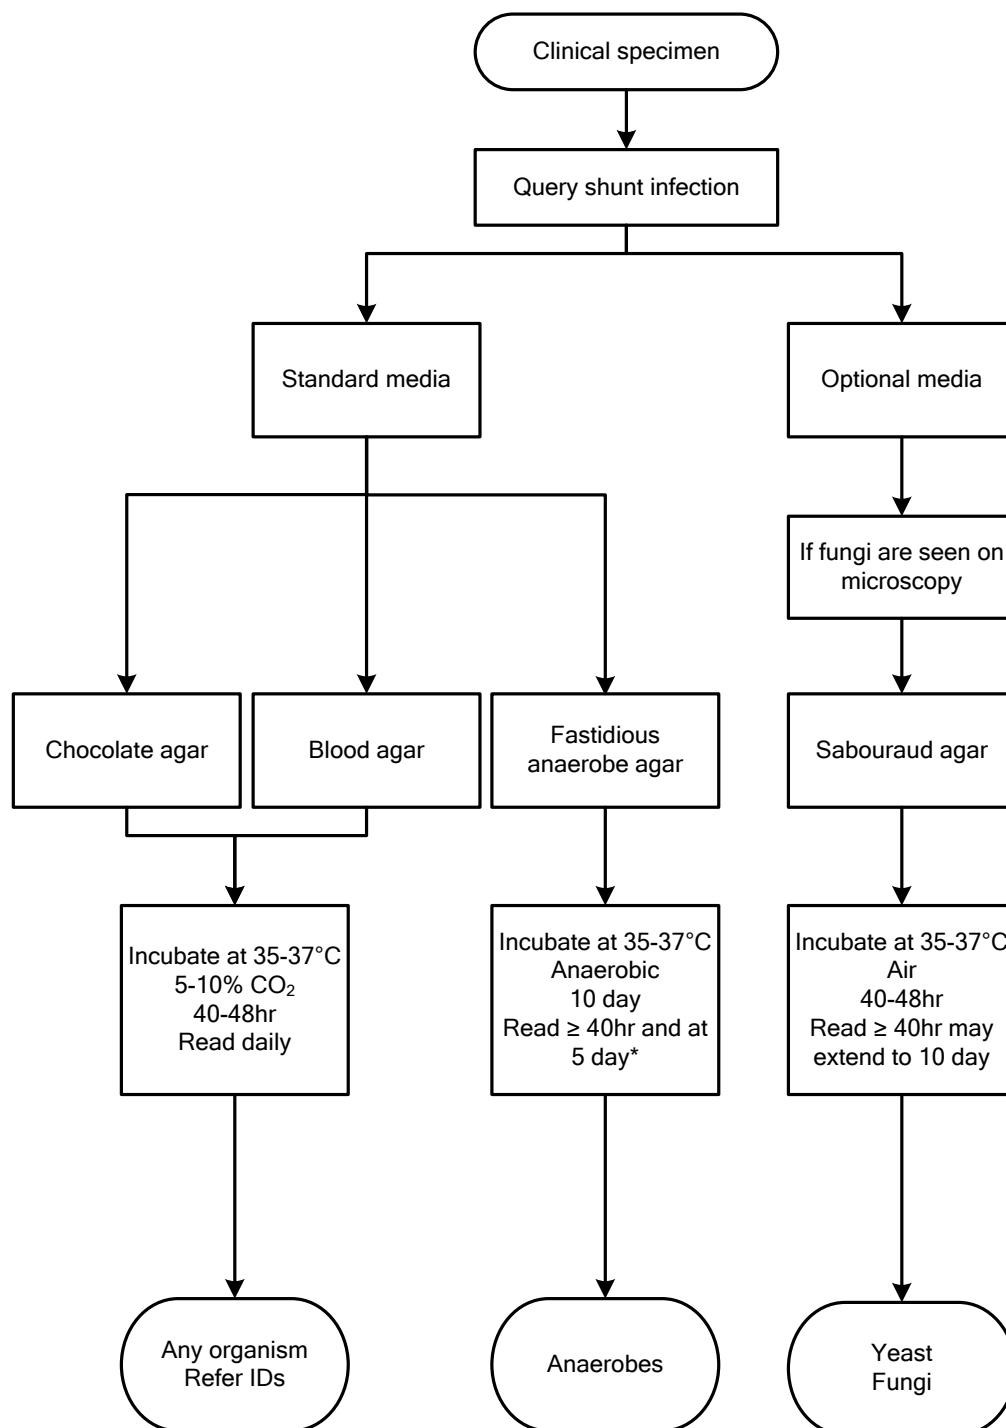 Clinical specimen
Query shunt infection
Standard media
Optional media
If fungi are seen on
microscopy
Chocolate agar
Blood agar
Fastidious
anaerobe agar
Sabouraud agar
Incubate at 35-37°C
5-10% CO₂
40-48hr
Read daily
Incubate at 35-37°C
Anaerobic
10 day
Read ≥ 40hr and at
5 day*
Incubate at 35-37°C
Air
40-48hr
Read ≥ 40hr may
extend to 10 day
Any organism
Refer IDs
Anaerobes
Yeast
Fungi